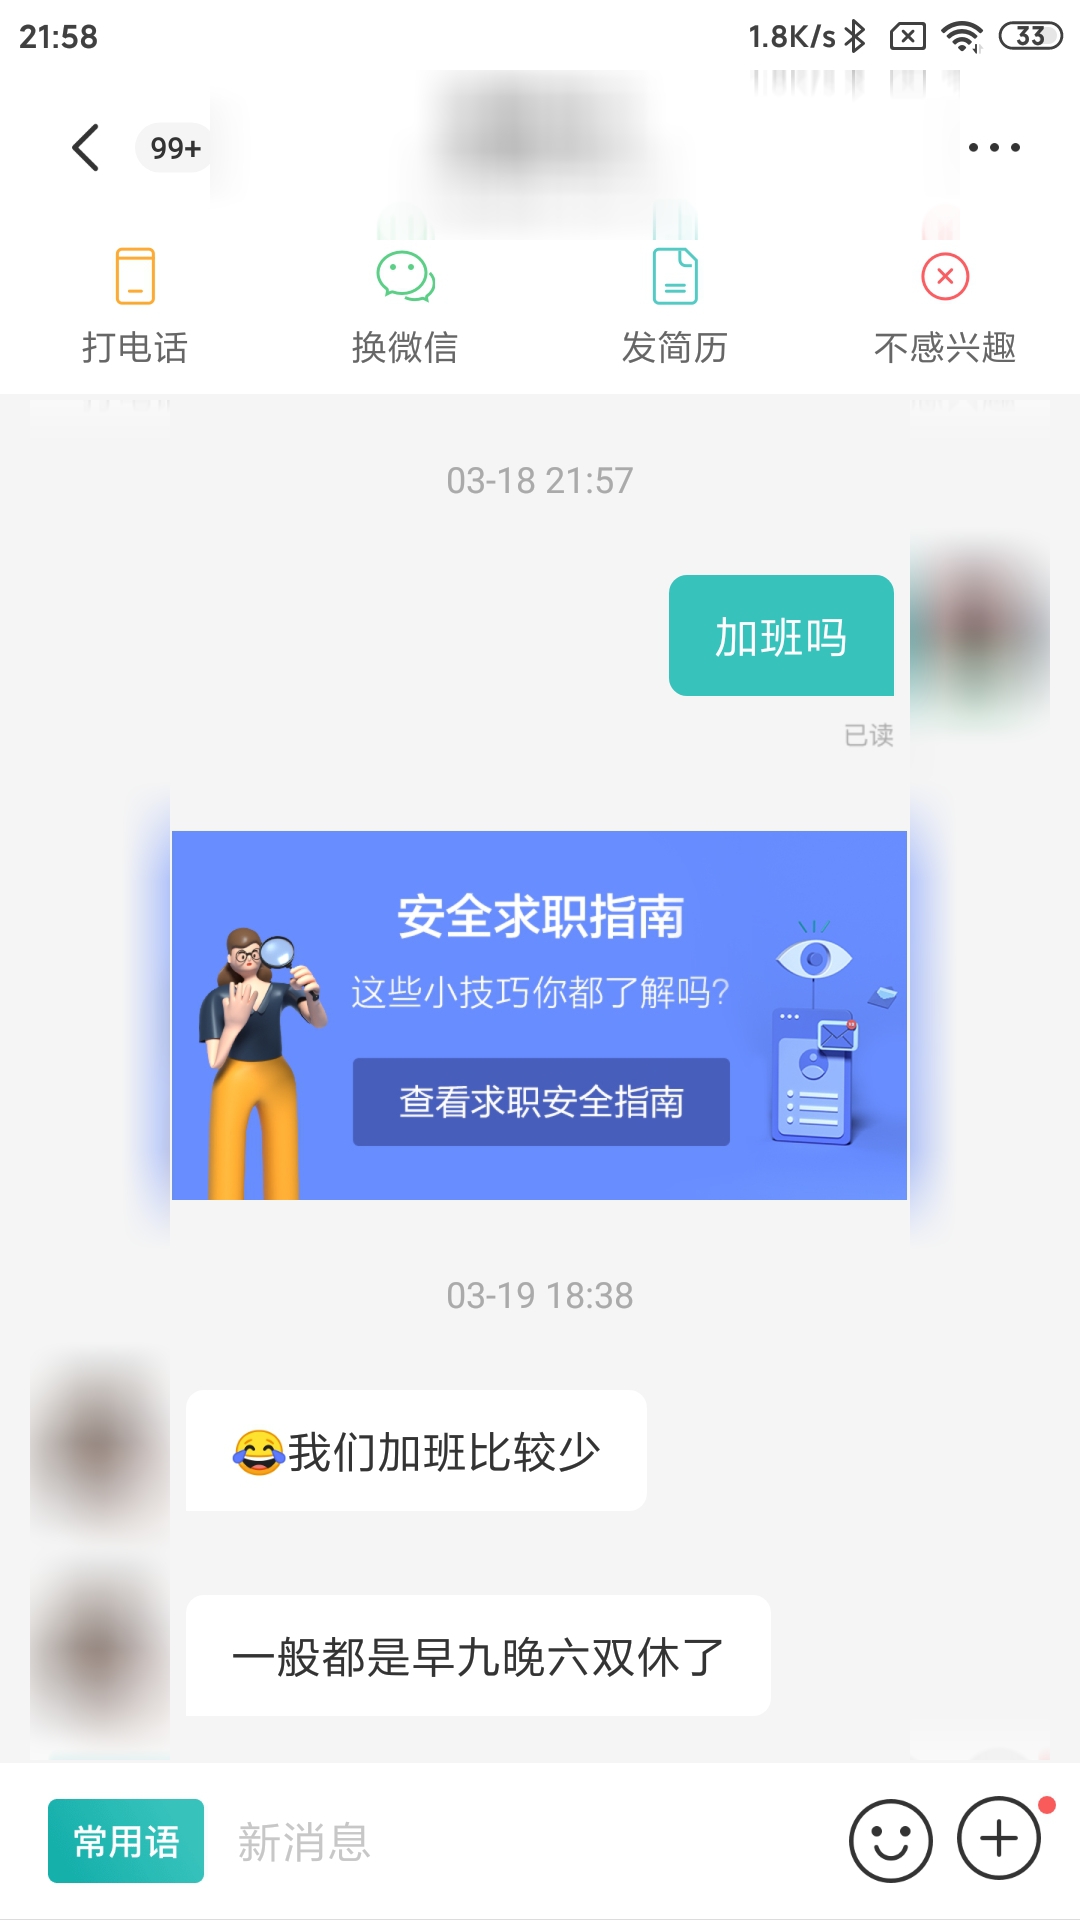 21:58
1.8K/s
33
99+
打电话
换微信
发简历
不感兴趣
03-18 21:57
加班吗
已读
安全求职指南
这些小技巧你都了解吗?
查看求职安全指南
03-19 18:38
😂我们加班比较少
一般都是早九晚六双休了
常用语
新消息